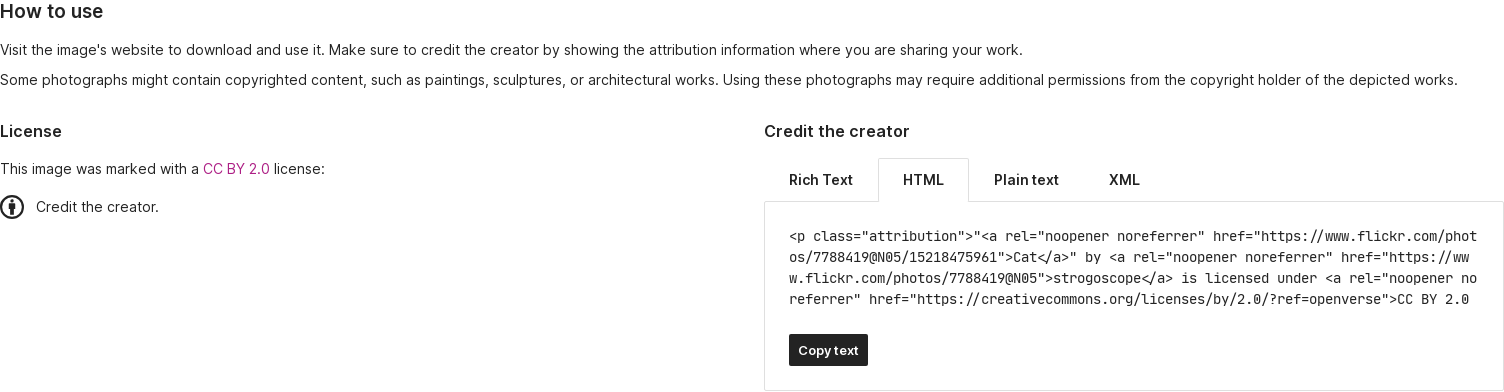 How to use
Visit the image's website to download and use it. Make sure to credit the creator by showing the attribution information where you are sharing your work.
Some photographs might contain copyrighted content, such as paintings, sculptures, or architectural works. Using these photographs may require additional permissions from the copyright holder of the depicted works.
License
This image was marked with a CC BY 2.0 license:
Credit the creator.
Credit the creator
Rich Text HTML Plain text XML
<p class="attribution">"<a rel="noopener noreferrer" href="https://www.flickr.com/phot
os/7788419@N05/15218475961">Cat</a>" by <a rel="noopener noreferrer" href="https://ww
w.flickr.com/photos/7788419@N05">strogoscope</a> is licensed under <a rel="noopener no
referrer" href="https://creativecommons.org/licenses/by/2.0/?ref=openverse">CC BY 2.0
Copy text